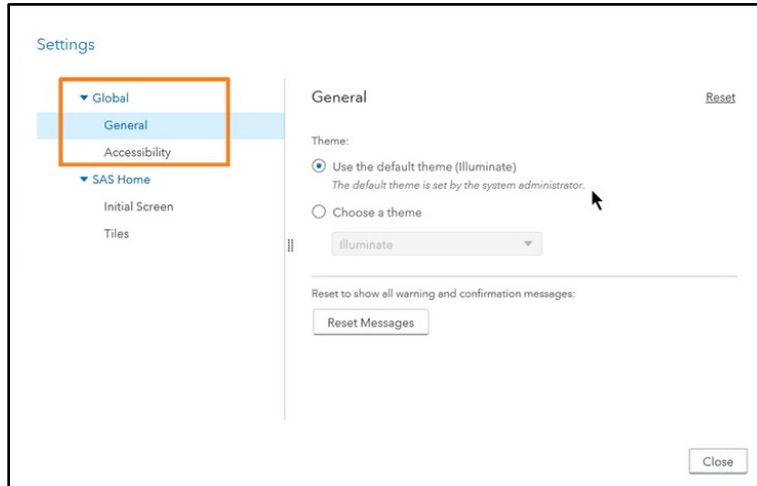 Settings
Global
General
Accessibility
SAS Home
Initial Screen
Tiles
General
Reset
Theme:
Use the default theme (Illuminate)
The default theme is set by the system administrator.
Choose a theme
Illuminate
Reset to show all warning and confirmation messages:
Reset Messages
Close